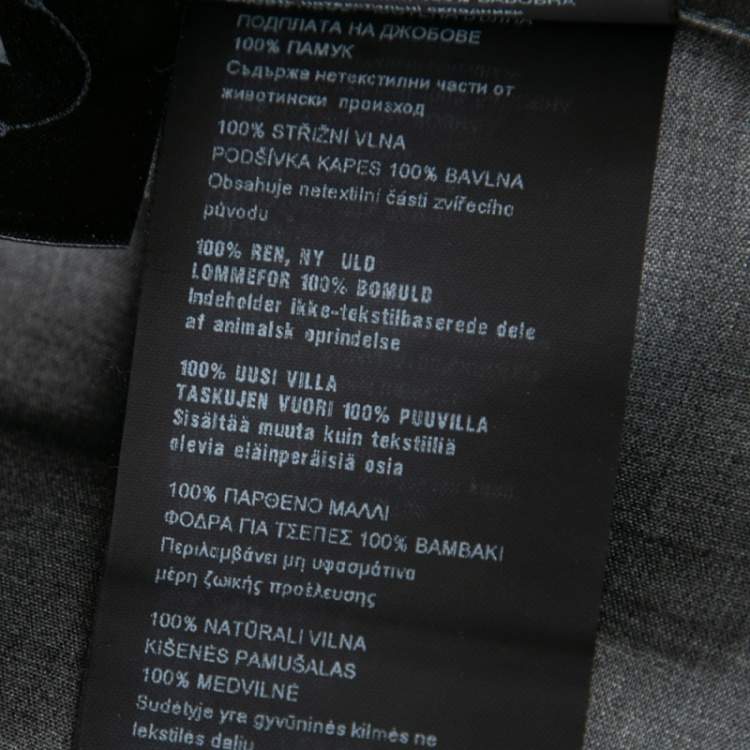 ПОДПЛАТА НА ДЖОБОВЕ
100% ПАМУК
Съдържа нетекстилни части от
животински произход
100% STŘIŽNÍ VLNA
PODŠÍVKA KAPES 100% BAVLNA
Obsahuje netextilní části zvířecího
původu
100% REN, NY ULD
LOMMEFOR 100% BOMULD
Indeholder ikke-tekstilbaserede dele
af animalsk oprindelse
100% UUSI VILLA
TASKUJEN VUORI 100% PUUVILLA
Sisältää muuta kuin tekstiiliä
olevia eläinperäisiä osia
100% ΠΑΡΘΕΝΟ ΜΑΛΛΙ
ΦΟΔΡΑ ΓΙΑ ΤΣΕΠΕΣ 100% ΒΑΜΒΑΚΙ
Περιλαμβάνει μη υφασμάτινα
μέρη ζωικής προέλευσης
100% NATŪRALI VILNA
KIŠENĖS PAMUŠALAS
100% MEDVILNĖ
Sudėtyje yra gyvūninės kilmės ne
tekstilės dalių